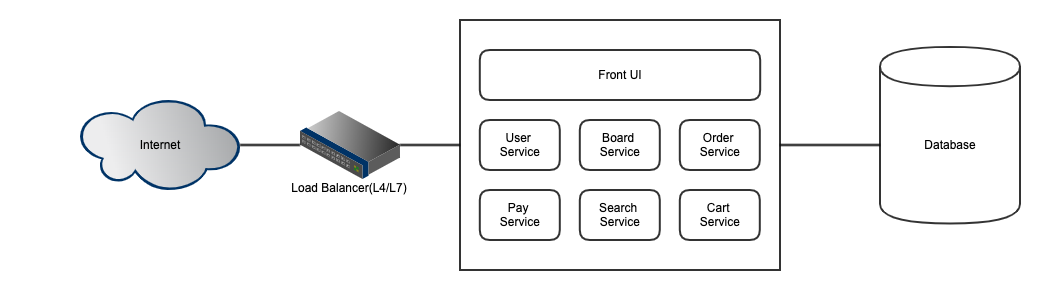 Internet
Load Balancer(L4/L7)
Front UI
User
Service
Board
Service
Order
Service
Pay
Service
Search
Service
Cart
Service
Database